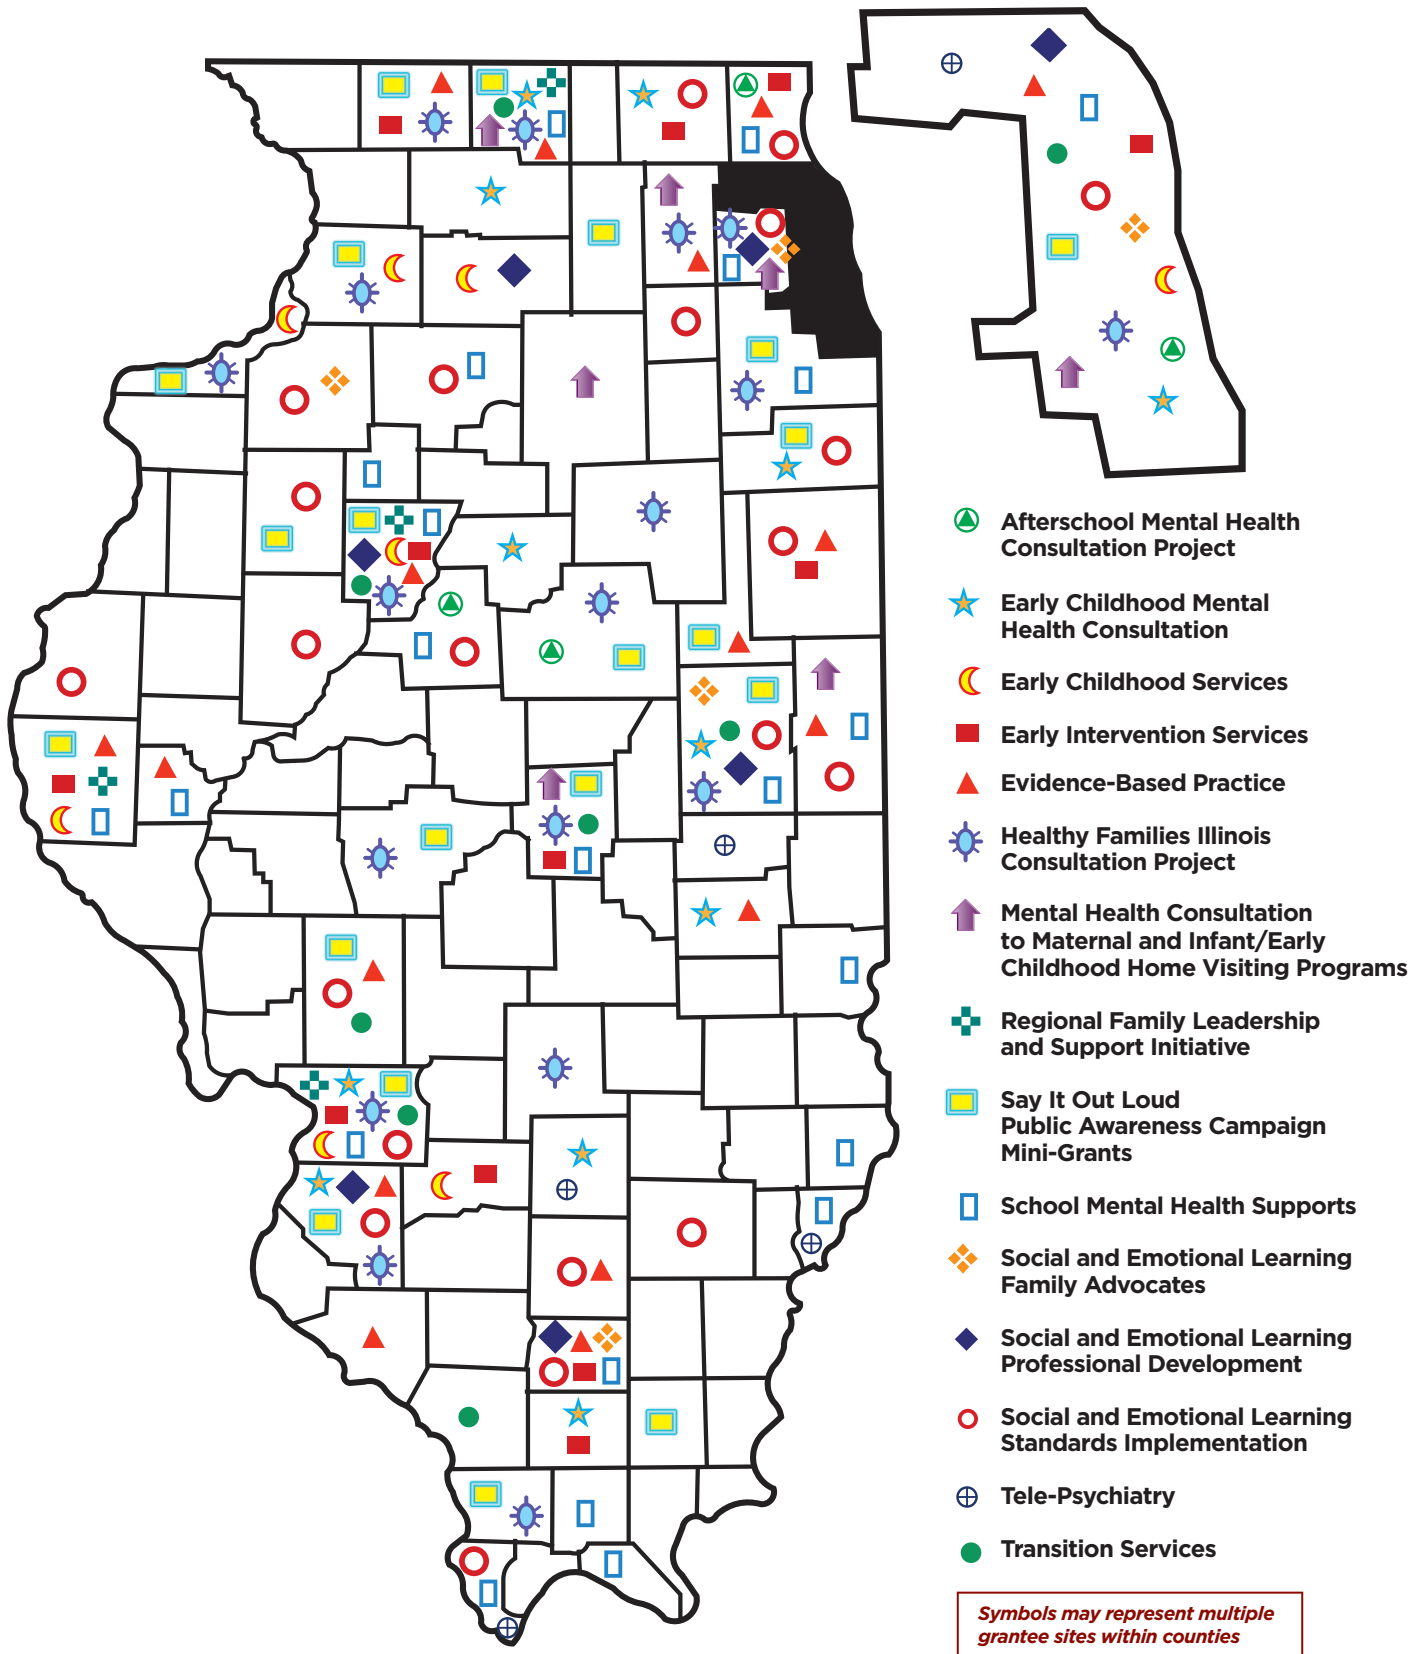 Afterschool Mental Health
Consultation Project
Early Childhood Mental
Health Consultation
Early Childhood Services
Early Intervention Services
Evidence-Based Practice
Healthy Families Illinois
Consultation Project
Mental Health Consultation
to Maternal and Infant/Early
Childhood Home Visiting Programs
Regional Family Leadership
and Support Initiative
Say It Out Loud
Public Awareness Campaign
Mini-Grants
School Mental Health Supports
Social and Emotional Learning
Family Advocates
Social and Emotional Learning
Professional Development
Social and Emotional Learning
Standards Implementation
Tele-Psychiatry
Transition Services
Symbols may represent multiple
grantee sites within counties